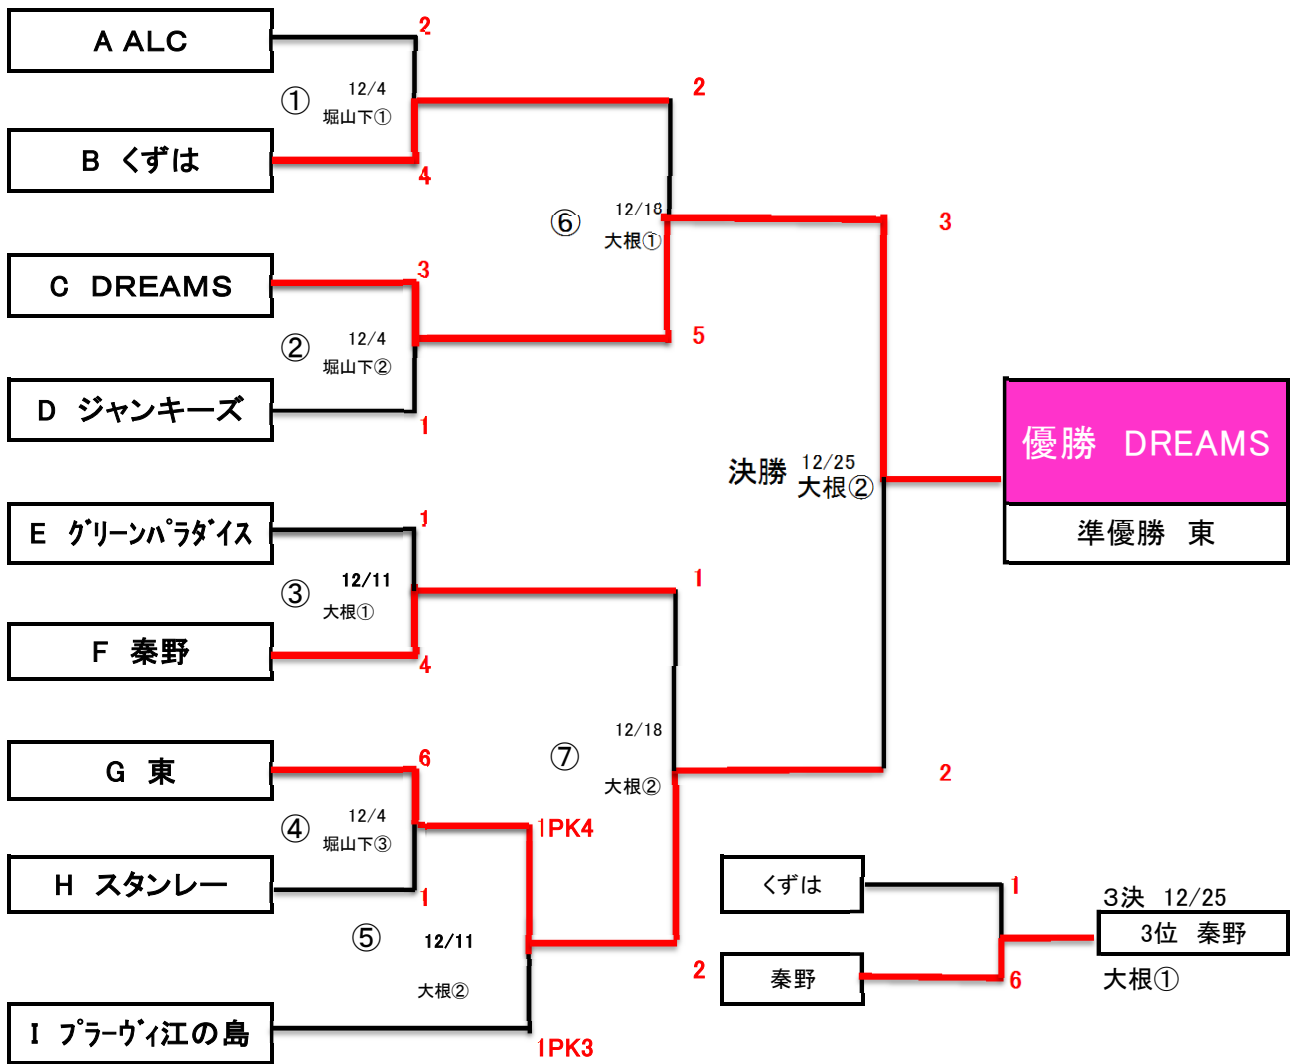 A ALC
2
① 12/4
堀山下①
B くずは
4
2
⑥ 12/18
大根①
C DREAMS
3
② 12/4
堀山下②
5
D ジャンキーズ
1
3
決勝 12/25
大根②
優勝 DREAMS
準優勝 東
E グリーンパラダイス
1
③ 12/11
大根①
F 秦野
4
1
⑦ 12/18
大根②
2
G 東
6
④ 12/4
堀山下③
H スタンレー
1
1PK4
⑤ 12/11
大根②
I プラーヴィ江の島
1PK3
2
くずは
1
秦野
6
3決 12/25
3位 秦野
大根①